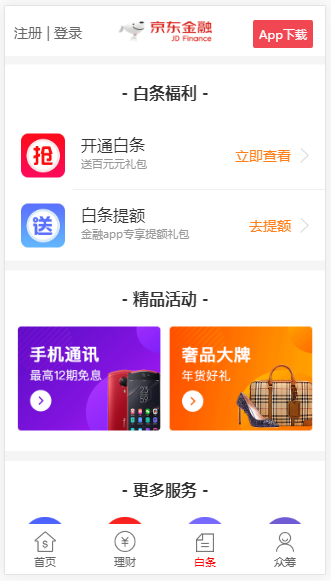 注册 | 登录
京东金融
JD Finance
App下载
- 白条福利 -
抢
开通白条
送百元元礼包
立即查看
送
白条提额
金融app专享提额礼包
去提额
- 精品活动 -
手机通讯
最高12期免息
奢品大牌
年货好礼
- 更多服务 -
首页
理财
白条
众筹